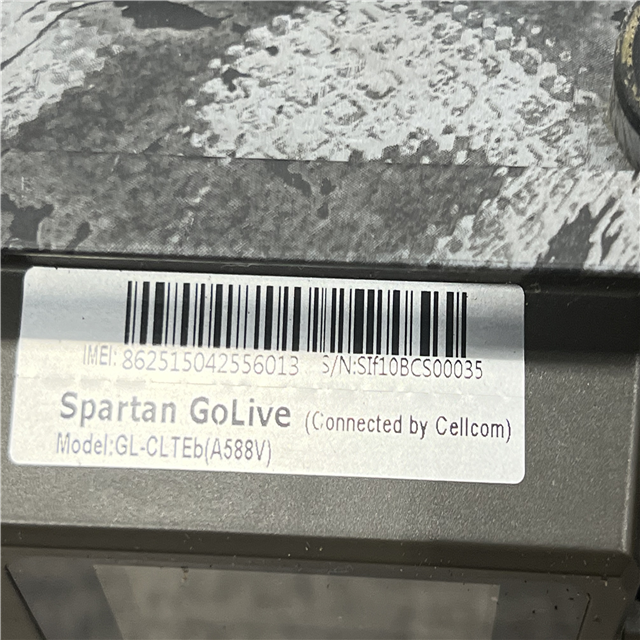 IMEI: 862515042556013 S/N:SIf10BCS00035
Spartan GoLive (Connected by Cellcom)
Model:GL-CLTEb(A588V)